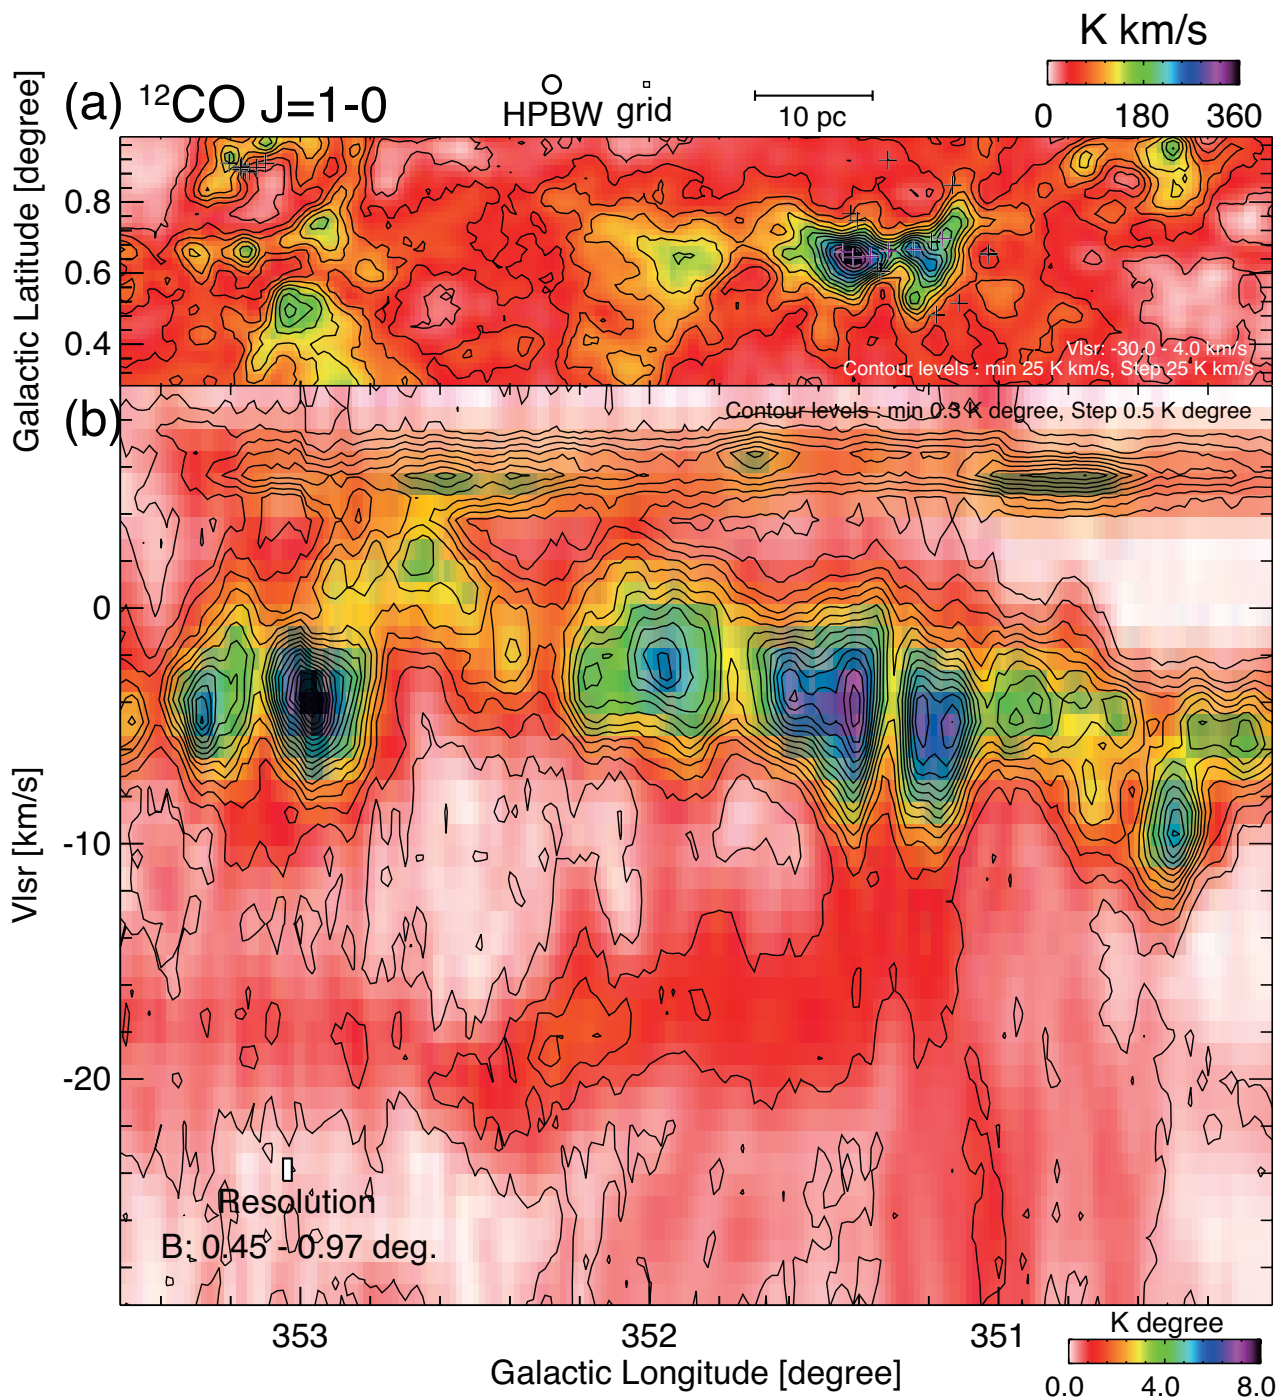 K km/s
0 180 360
(a) ¹²CO J=1-0
HPBW grid
10 pc
Galactic Latitude [degree]
0.8
0.6
0.4
Vlsr: -30.0 - 4.0 km/s
Contour levels : min 25 K km/s, Step 25 K km/s
(b)
Contour levels : min 0.3 K degree, Step 0.5 K degree
Vlsr [km/s]
0
-10
-20
Resolution
B: 0.45 - 0.97 deg.
353 352 351
Galactic Longitude [degree]
K degree
0.0 4.0 8.0